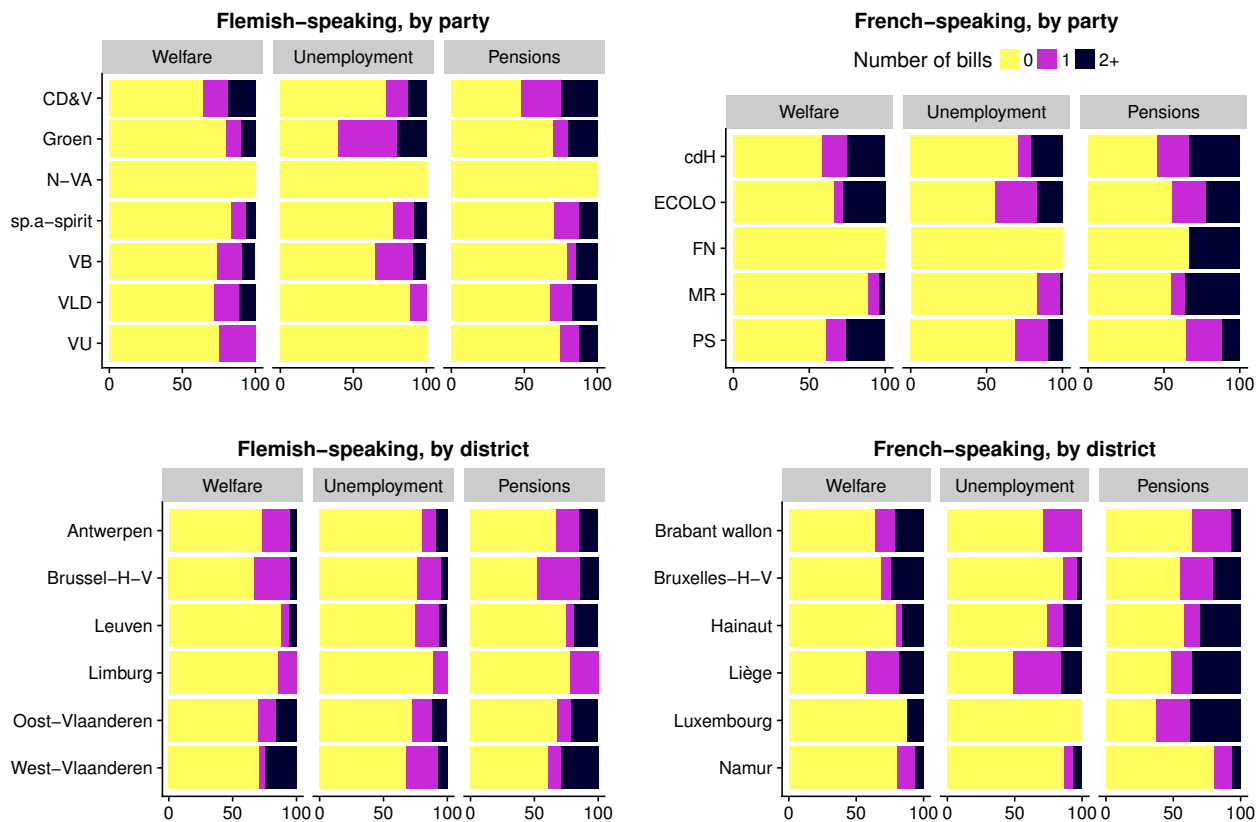 Flemish−speaking, by party
Welfare Unemployment Pensions
CD&V
Groen
N−VA
sp.a−spirit
VB
VLD
VU
0 50 100 0 50 100 0 50 100
French−speaking, by party
Number of bills 0 1 2+
Welfare Unemployment Pensions
cdH
ECOLO
FN
MR
PS
0 50 100 0 50 100 0 50 100
Flemish−speaking, by district
Welfare Unemployment Pensions
Antwerpen
Brussel−H−V
Leuven
Limburg
Oost−Vlaanderen
West−Vlaanderen
0 50 100 0 50 100 0 50 100
French−speaking, by district
Welfare Unemployment Pensions
Brabant wallon
Bruxelles−H−V
Hainaut
Liège
Luxembourg
Namur
0 50 100 0 50 100 0 50 100